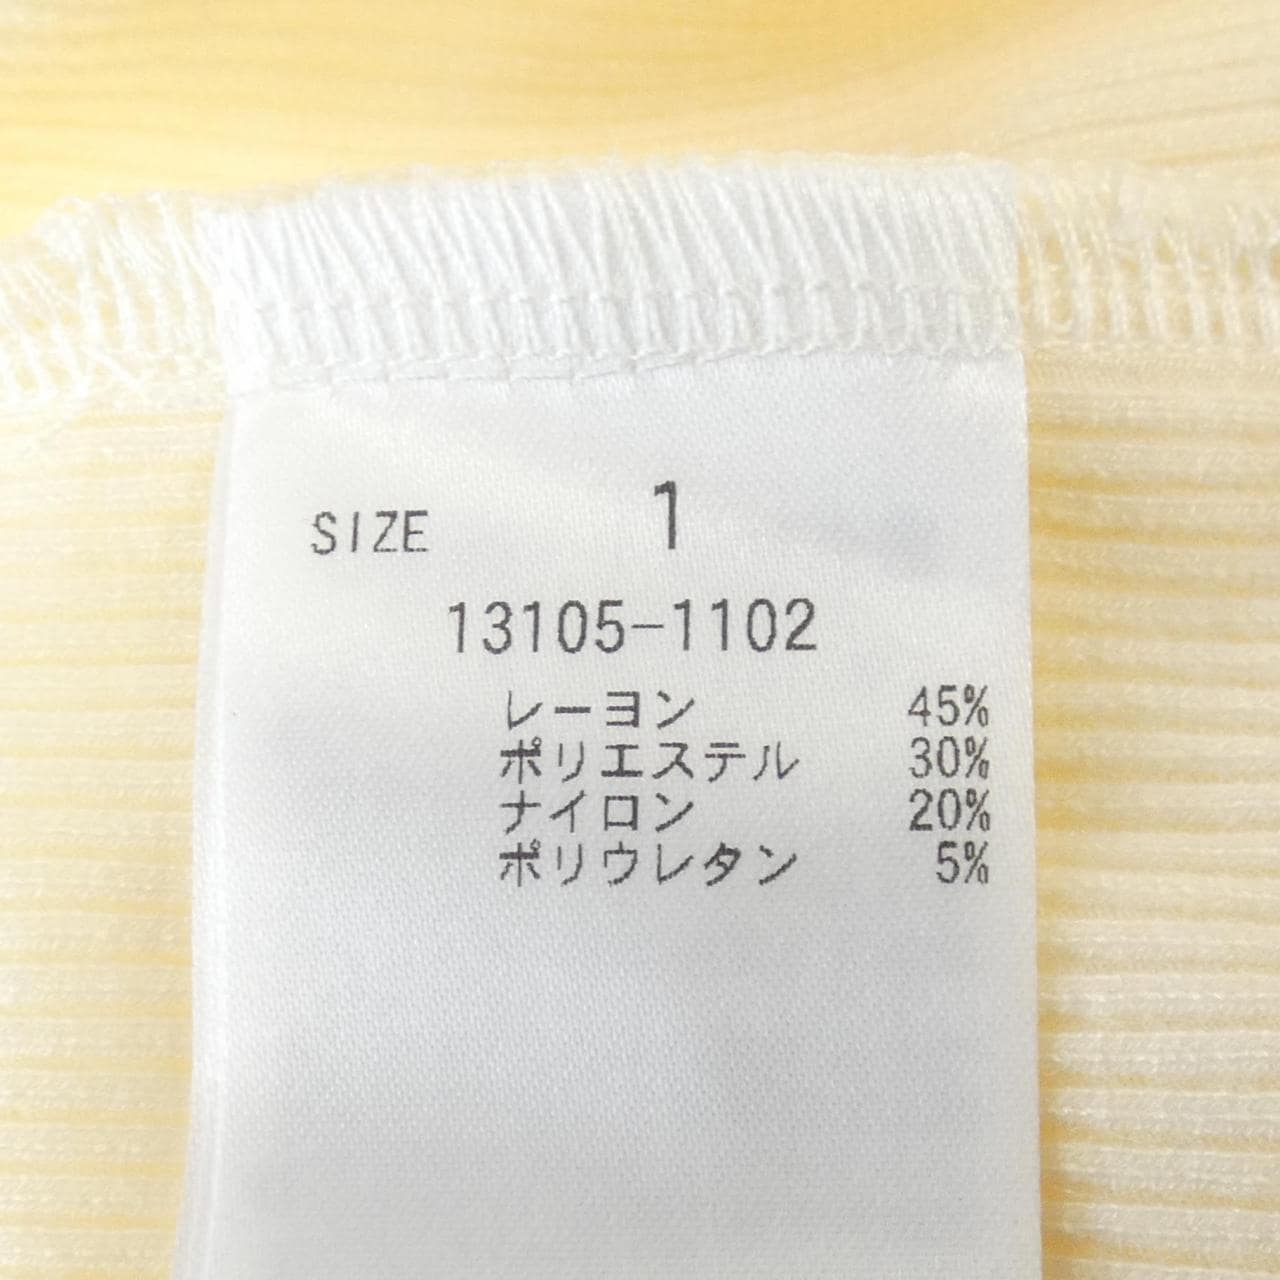 SIZE 1
13105-1102
レーヨン 45%
ポリエステル 30%
ナイロン 20%
ポリウレタン 5%